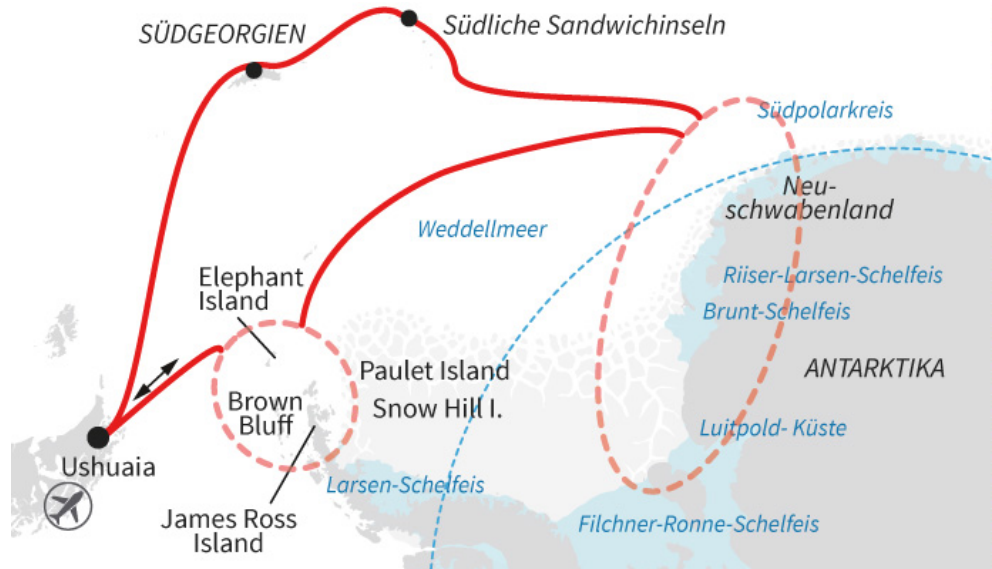 SÜDGEORGIEN
Südliche Sandwichinseln
Südpolarkreis
Neu-
schwabenland
Weddellmeer
Elephant
Island
Riiser-Larsen-Schelfeis
Brunt-Schelfeis
Paulet Island
ANTARKTIKA
Brown
Bluff
Snow Hill I.
Luitpold- Küste
Ushuaia
Larsen-Schelfeis
James Ross
Island
Filchner-Ronne-Schelfeis